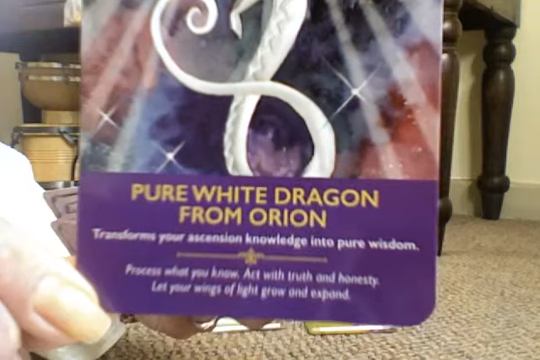 PURE WHITE DRAGON
FROM ORION
Transforms your ascension knowledge into pure wisdom.
Process what you know. Act with truth and honesty.
Let your wings of light grow and expand.